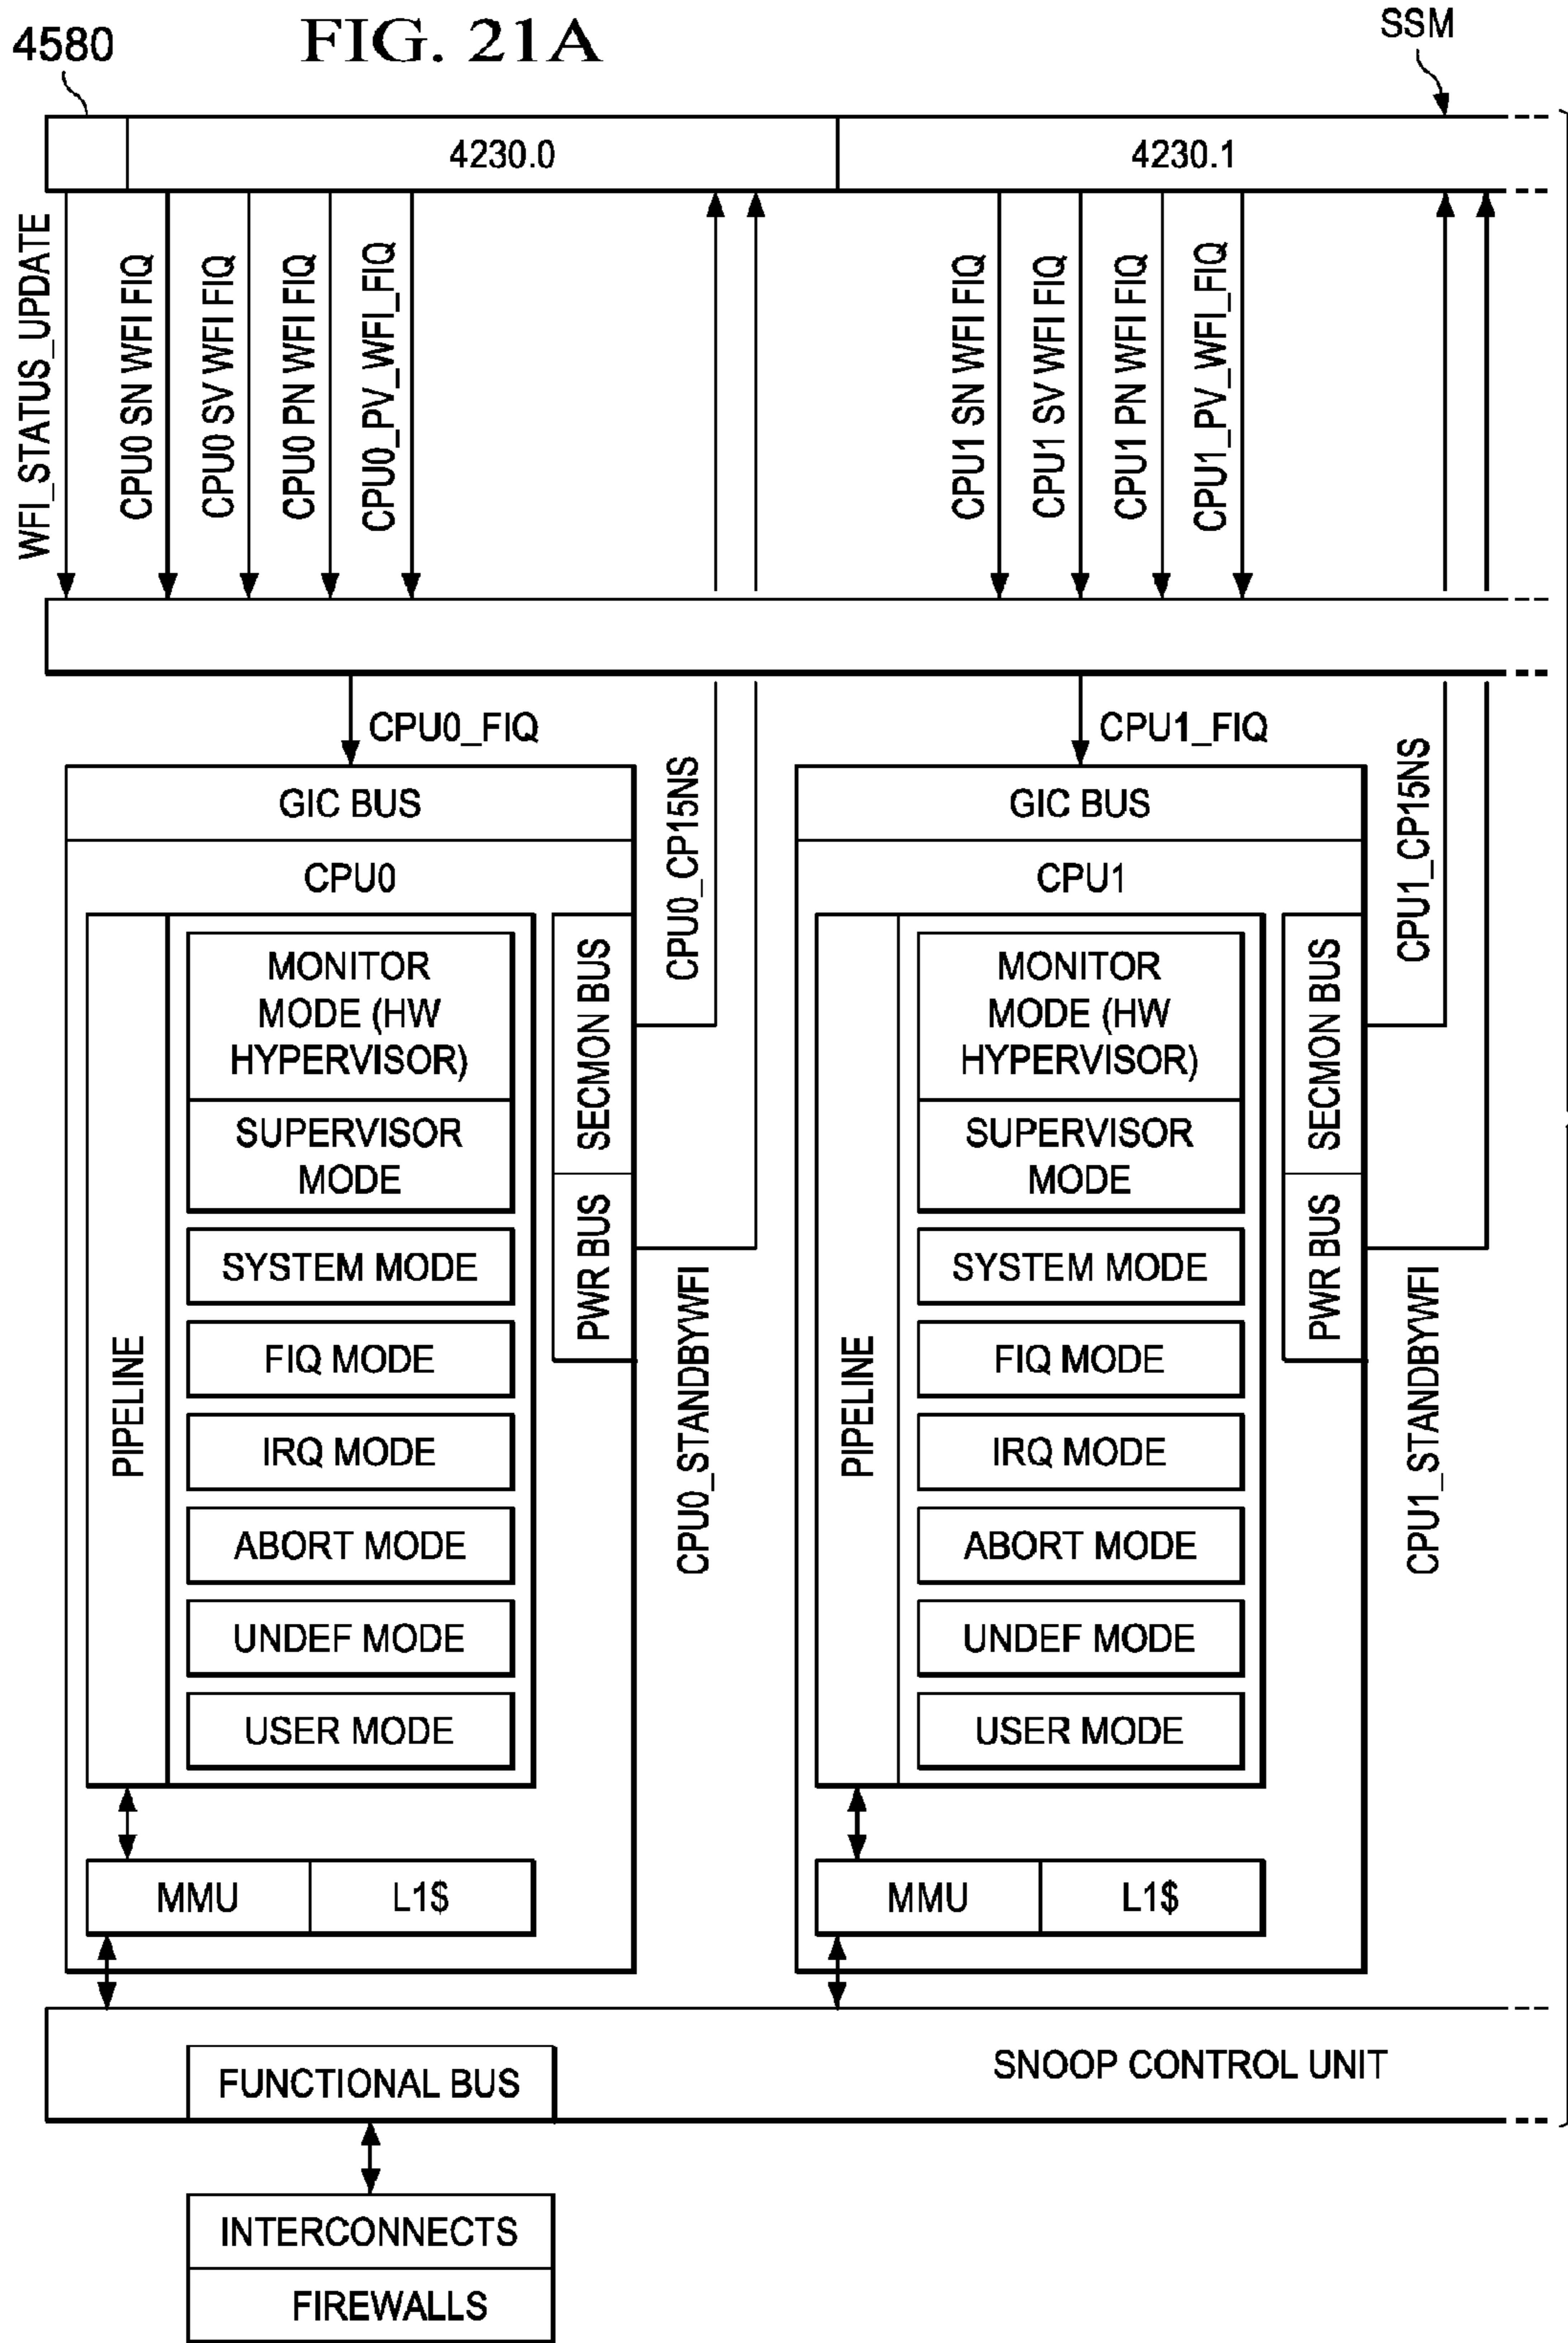 FIG. 21A
4580
SSM
4230.0
4230.1
WFI_STATUS_UPDATE
CPU0 SN WFI FIQ
CPU0 SV WFI FIQ
CPU0 PN WFI FIQ
CPU0_PV_WFI_FIQ
CPU1 SN WFI FIQ
CPU1 SV WFI FIQ
CPU1 PN WFI FIQ
CPU1_PV_WFI_FIQ
CPU0_FIQ
CPU1_FIQ
GIC BUS
CPU0
PIPELINE
MONITOR
MODE (HW
HYPERVISOR)
SUPERVISOR
MODE
SYSTEM MODE
FIQ MODE
IRQ MODE
ABORT MODE
UNDEF MODE
USER MODE
SECMON BUS
PWR BUS
CPU0_CP15NS
CPU0_STANDBYWFI
MMU
L1$
GIC BUS
CPU1
PIPELINE
MONITOR
MODE (HW
HYPERVISOR)
SUPERVISOR
MODE
SYSTEM MODE
FIQ MODE
IRQ MODE
ABORT MODE
UNDEF MODE
USER MODE
SECMON BUS
PWR BUS
CPU1_CP15NS
CPU1_STANDBYWFI
MMU
L1$
SNOOP CONTROL UNIT
FUNCTIONAL BUS
INTERCONNECTS
FIREWALLS